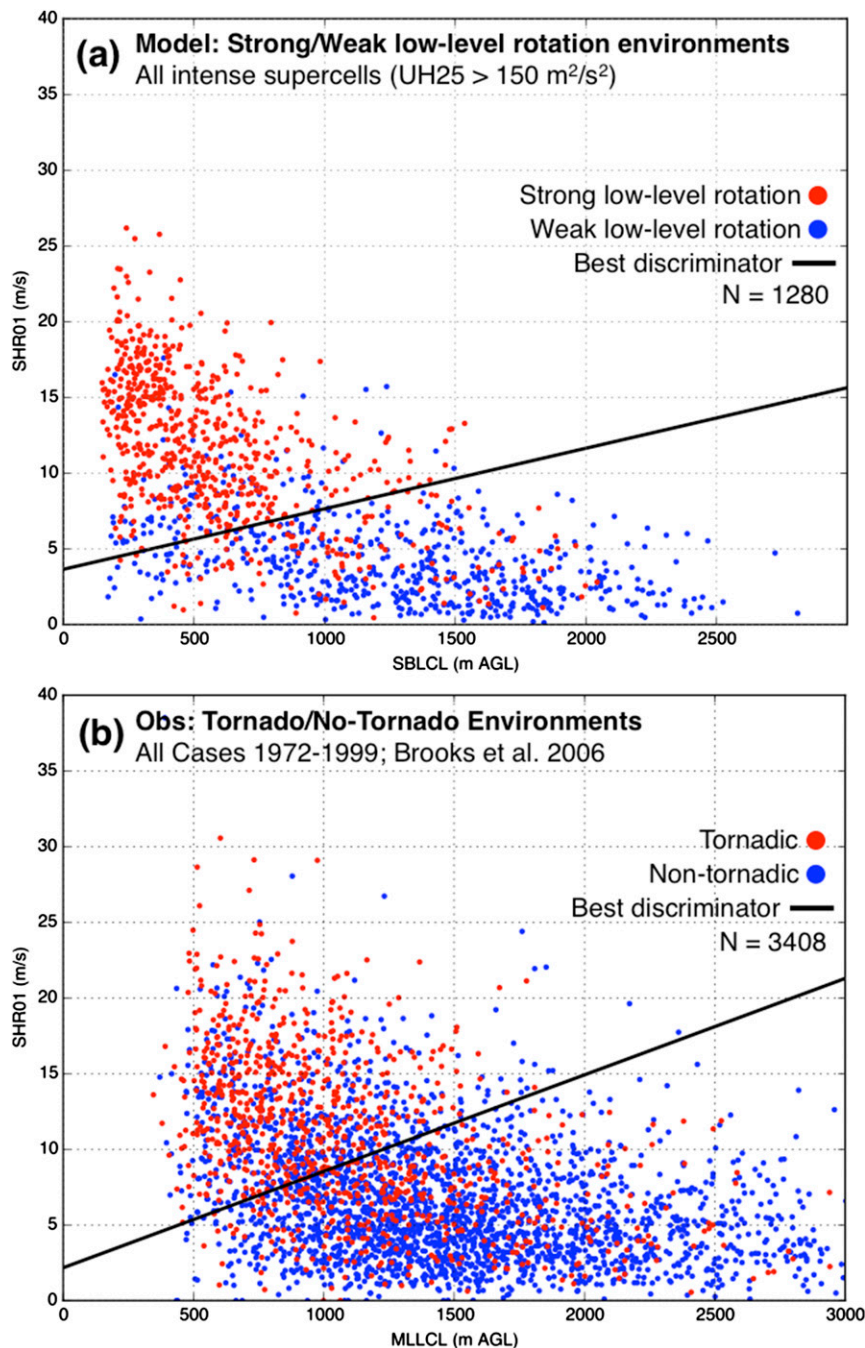 (a) Model: Strong/Weak low-level rotation environments
All intense supercells (UH25 > 150 m²/s²)
Strong low-level rotation
Weak low-level rotation
Best discriminator
N = 1280
SHR01 (m/s)
40
35
30
25
20
15
10
5
0
0 500 1000 1500 2000 2500
SBLCL (m AGL)
(b) Obs: Tornado/No-Tornado Environments
All Cases 1972-1999; Brooks et al. 2006
Tornadic
Non-tornadic
Best discriminator
N = 3408
SHR01 (m/s)
40
35
30
25
20
15
10
5
0
0 500 1000 1500 2000 2500 3000
MLLCL (m AGL)